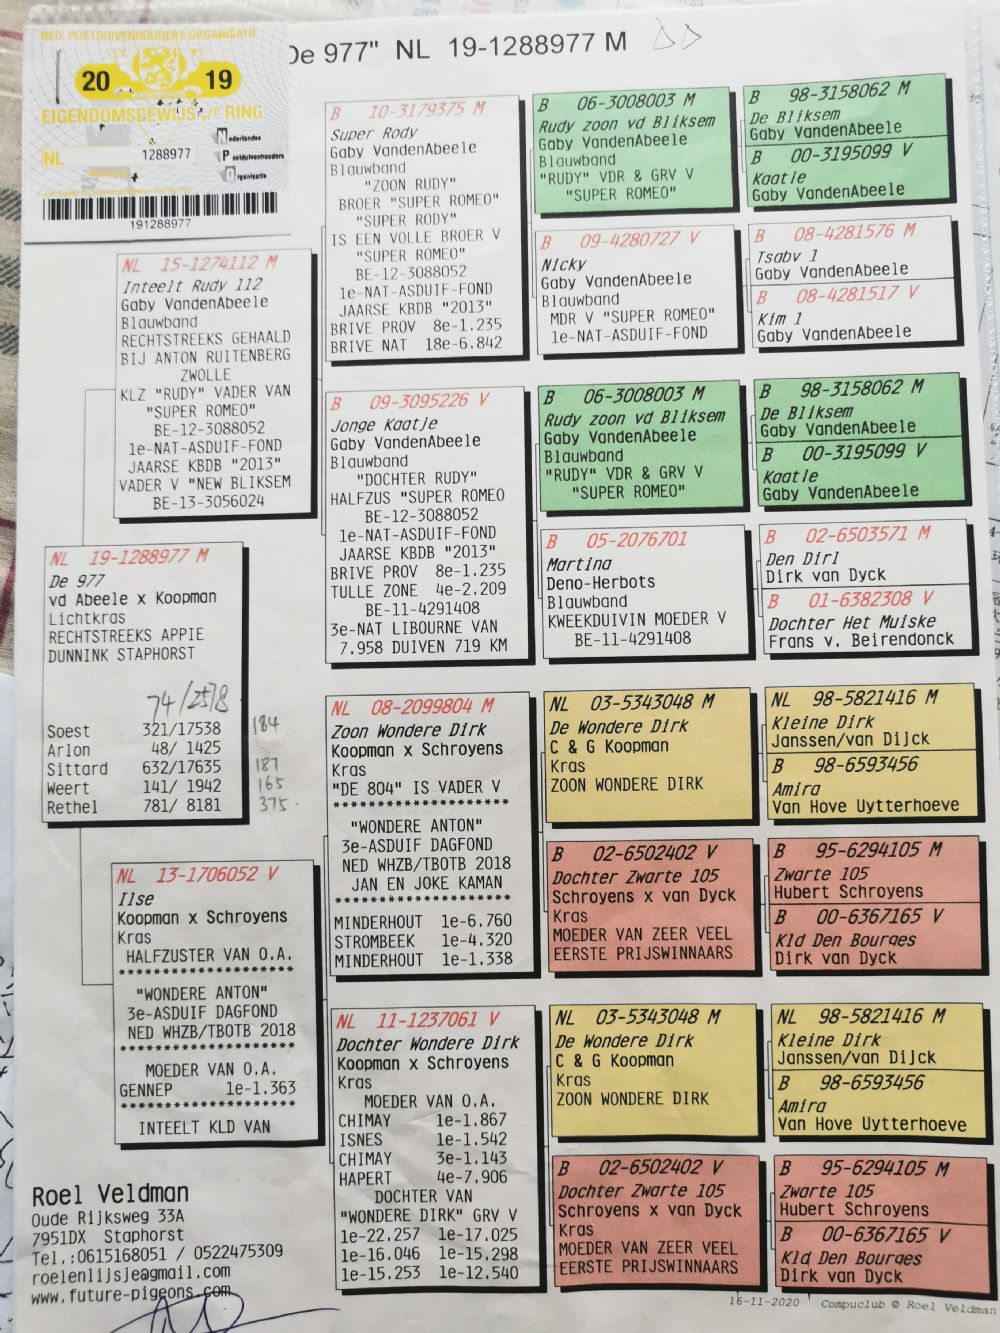 NED. POSTDUIVENHOUDERS-ORGANISATIE
20 19
EIGENDOMSBEWIJS RING
Nederlandse
NL 1288977
Postduivenhouders
Organisatie
191288977
De 977" NL 19-1288977 M
NL 19-1288977 M
De 977
vd Abeele x Koopman
Lichtkras
RECHTSTREEKS APPIE
DUNNINK STAPHORST
74/2578
Soest 321/17538 184
Arlon 48/ 1425
Sittard 632/17635 187
Weert 141/ 1942 165
Rethel 781/ 8181 375
NL 15-1274112 M
Inteelt Rudy 112
Gaby VandenAbeele
Blauwband
RECHTSTREEKS GEHAALD
BIJ ANTON RUITENBERG
ZWOLLE
KLZ "RUDY" VADER VAN
"SUPER ROMEO"
BE-12-3088052
1e-NAT-ASDUIF-FOND
JAARSE KBDB "2013"
VADER V "NEW BLIKSEM
BE-13-3056024
NL 13-1706052 V
Ilse
Koopman x Schroyens
Kras
HALFZUSTER VAN O.A.
********************
"WONDERE ANTON"
3e-ASDUIF DAGFOND
NED WHZB/TBOTB 2018
********************
MOEDER VAN O.A.
GENNEP 1e-1.363
********************
INTEELT KLD VAN
B 10-3179375 M
Super Rody
Gaby VandenAbeele
Blauwband
"ZOON RUDY"
BROER "SUPER ROMEO"
"SUPER RODY"
IS EEN VOLLE BROER V
"SUPER ROMEO"
BE-12-3088052
1e-NAT-ASDUIF-FOND
JAARSE KBDB "2013"
BRIVE PROV 8e-1.235
BRIVE NAT 18e-6.842
B 09-3095226 V
Jonge Kaatje
Gaby VandenAbeele
Blauwband
"DOCHTER RUDY"
HALFZUS "SUPER ROMEO
BE-12-3088052
1e-NAT-ASDUIF-FOND
JAARSE KBDB "2013"
BRIVE PROV 8e-1.235
TULLE ZONE 4e-2.209
BE-11-4291408
3e-NAT LIBOURNE VAN
7.958 DUIVEN 719 KM
NL 08-2099804 M
Zoon Wondere Dirk
Koopman x Schroyens
Kras
"DE 804" IS VADER V
********************
"WONDERE ANTON"
3e-ASDUIF DAGFOND
NED WHZB/TBOTB 2018
JAN EN JOKE KAMAN
********************
MINDERHOUT 1e-6.760
STROMBEEK 1e-4.320
MINDERHOUT 1e-1.338
NL 11-1237061 V
Dochter Wondere Dirk
Koopman x Schroyens
Kras
MOEDER VAN O.A.
CHIMAY 1e-1.867
ISNES 1e-1.542
CHIMAY 3e-1.143
HAPERT 4e-7.906
DOCHTER VAN
"WONDERE DIRK" GRV V
1e-22.257 1e-17.025
1e-16.046 1e-15.298
1e-15.253 1e-12.540
B 06-3008003 M
Rudy zoon vd Bliksem
Gaby VandenAbeele
Blauwband
"RUDY" VDR & GRV V
"SUPER ROMEO"
B 09-4280727 V
Nicky
Gaby VandenAbeele
Blauwband
MDR V "SUPER ROMEO"
1e-NAT-ASDUIF-FOND
B 06-3008003 M
Rudy zoon vd Bliksem
Gaby VandenAbeele
Blauwband
"RUDY" VDR & GRV V
"SUPER ROMEO"
B 05-2076701
Martina
Deno-Herbots
Blauwband
KWEEKDUIVIN MOEDER V
BE-11-4291408
NL 03-5343048 M
De Wondere Dirk
C & G Koopman
Kras
ZOON WONDERE DIRK
B 02-6502402 V
Dochter Zwarte 105
Schroyens x van Dyck
Kras
MOEDER VAN ZEER VEEL
EERSTE PRIJSWINNAARS
NL 03-5343048 M
De Wondere Dirk
C & G Koopman
Kras
ZOON WONDERE DIRK
B 02-6502402 V
Dochter Zwarte 105
Schroyens x van Dyck
Kras
MOEDER VAN ZEER VEEL
EERSTE PRIJSWINNAARS
B 98-3158062 M
De Bliksem
Gaby VandenAbeele
B 00-3195099 V
Kaatje
Gaby VandenAbeele
B 08-4281576 M
Tsaby 1
Gaby VandenAbeele
B 08-4281517 V
Kim 1
Gaby VandenAbeele
B 98-3158062 M
De Bliksem
Gaby VandenAbeele
B 00-3195099 V
Kaatje
Gaby VandenAbeele
B 02-6503571 M
Den Dirl
Dirk van Dyck
B 01-6382308 V
Dochter Het Muiske
Frans v. Beirendonck
NL 98-5821416 M
Kleine Dirk
Janssen/van Dijck
B 98-6593456
Amira
Van Hove Uytterhoeve
B 95-6294105 M
Zwarte 105
Hubert Schroyens
B 00-6367165 V
Kld Den Bourges
Dirk van Dyck
NL 98-5821416 M
Kleine Dirk
Janssen/van Dijck
B 98-6593456
Amira
Van Hove Uytterhoeve
B 95-6294105 M
Zwarte 105
Hubert Schroyens
B 00-6367165 V
Kld Den Bourges
Dirk van Dyck
Roel Veldman
Oude Rijksweg 33A
7951DX Staphorst
Tel.:0615168051 / 0522475309
roelenlijsje@gmail.com
www.future-pigeons.com
16-11-2020 Compuclub © Roel Veldman